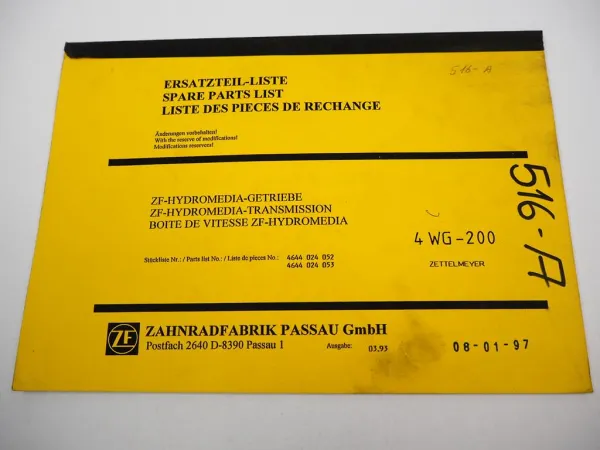 516-A
ERSATZTEIL-LISTE
SPARE PARTS LIST
LISTE DES PIECES DE RECHANGE
Änderungen vorbehalten!
With the reserve of modifications!
Modifications reservees!
516-A
ZF-HYDROMEDIA-GETRIEBE
ZF-HYDROMEDIA-TRANSMISSION
BOITE DE VITESSE ZF-HYDROMEDIA
4 WG-200
Stückliste Nr.: / Parts list No.: / Liste de pieces No.: 4644 024 052
4644 024 053
ZETTELMEYER
ZF
ZAHNRADFABRIK PASSAU GmbH
Postfach 2640 D-8390 Passau 1
Ausgabe: 03.93
08-01-97